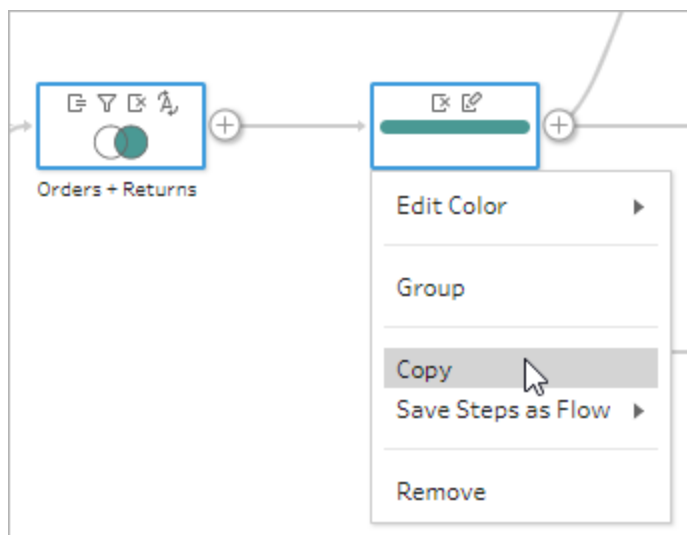 Orders + Returns
Edit Color
Group
Copy
Save Steps as Flow
Remove